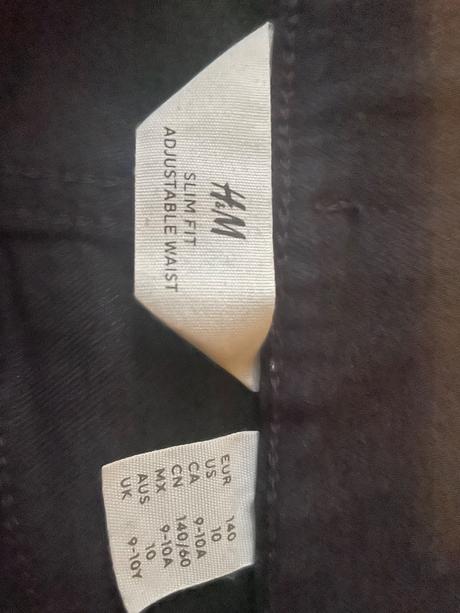 H&M
SLIM FIT
ADJUSTABLE WAIST
EUR 140
US 10
CA 9-10A
CN 140/60
MX 9-10A
AUS 10
UK 9-10Y